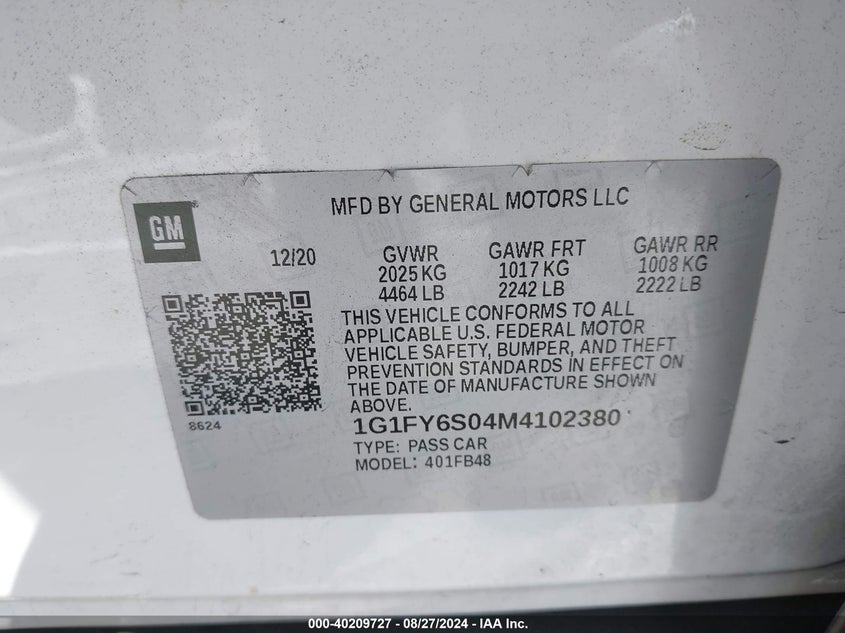 MFD BY GENERAL MOTORS LLC
GM
12/20
GVWR
2025 KG
4464 LB
GAWR FRT
1017 KG
2242 LB
GAWR RR
1008 KG
2222 LB
THIS VEHICLE CONFORMS TO ALL
APPLICABLE U.S. FEDERAL MOTOR
VEHICLE SAFETY, BUMPER, AND THEFT
PREVENTION STANDARDS IN EFFECT ON
THE DATE OF MANUFACTURE SHOWN
ABOVE.
8624
1G1FY6S04M4102380
TYPE: PASS CAR
MODEL: 401FB48
000-40209727 - 08/27/2024 - IAA Inc.